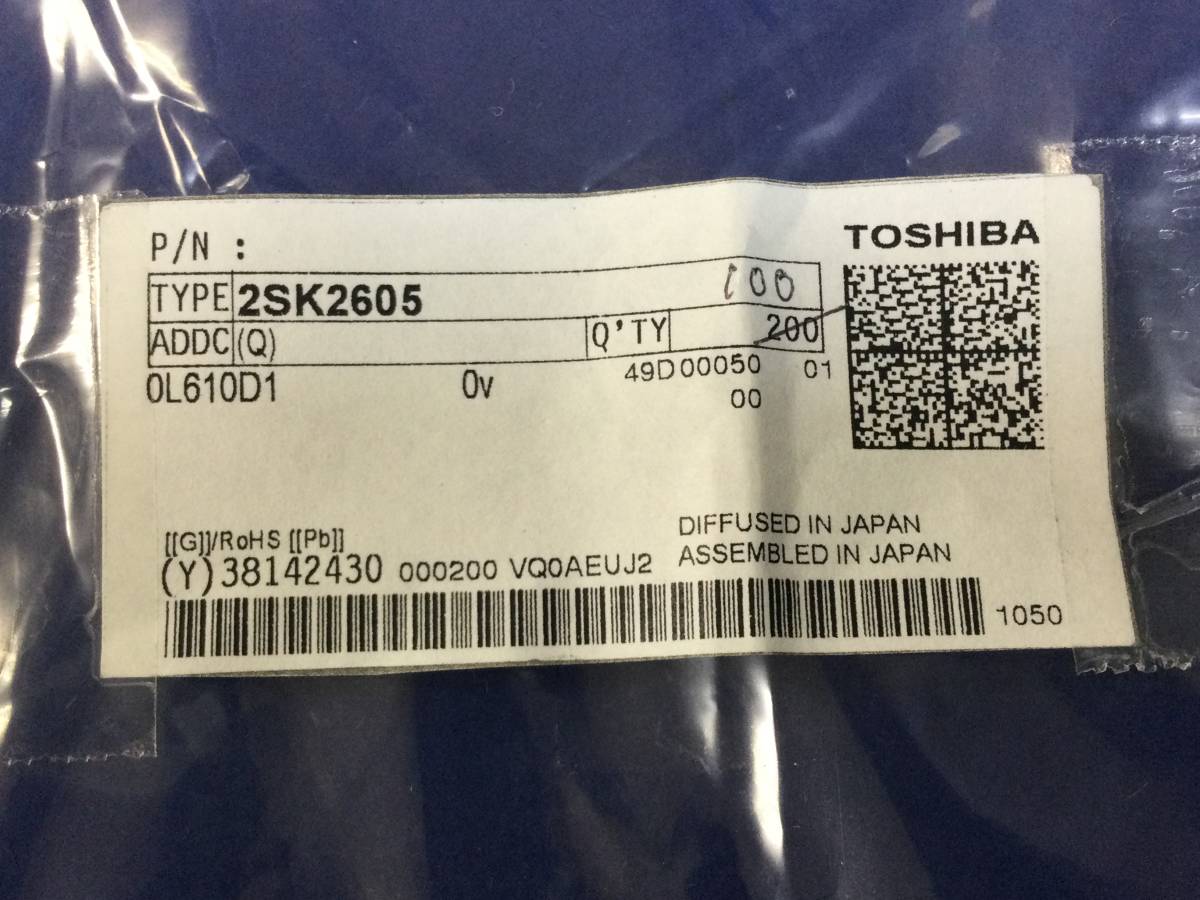 P/N :
TOSHIBA
TYPE 2SK2605 100
ADDC (Q) Q'TY 200
0L610D1 0v 49D00050 01
00
[[G]]/RoHS [[Pb]]
DIFFUSED IN JAPAN
(Y)38142430 000200 VQ0AEUJ2 ASSEMBLED IN JAPAN
1050